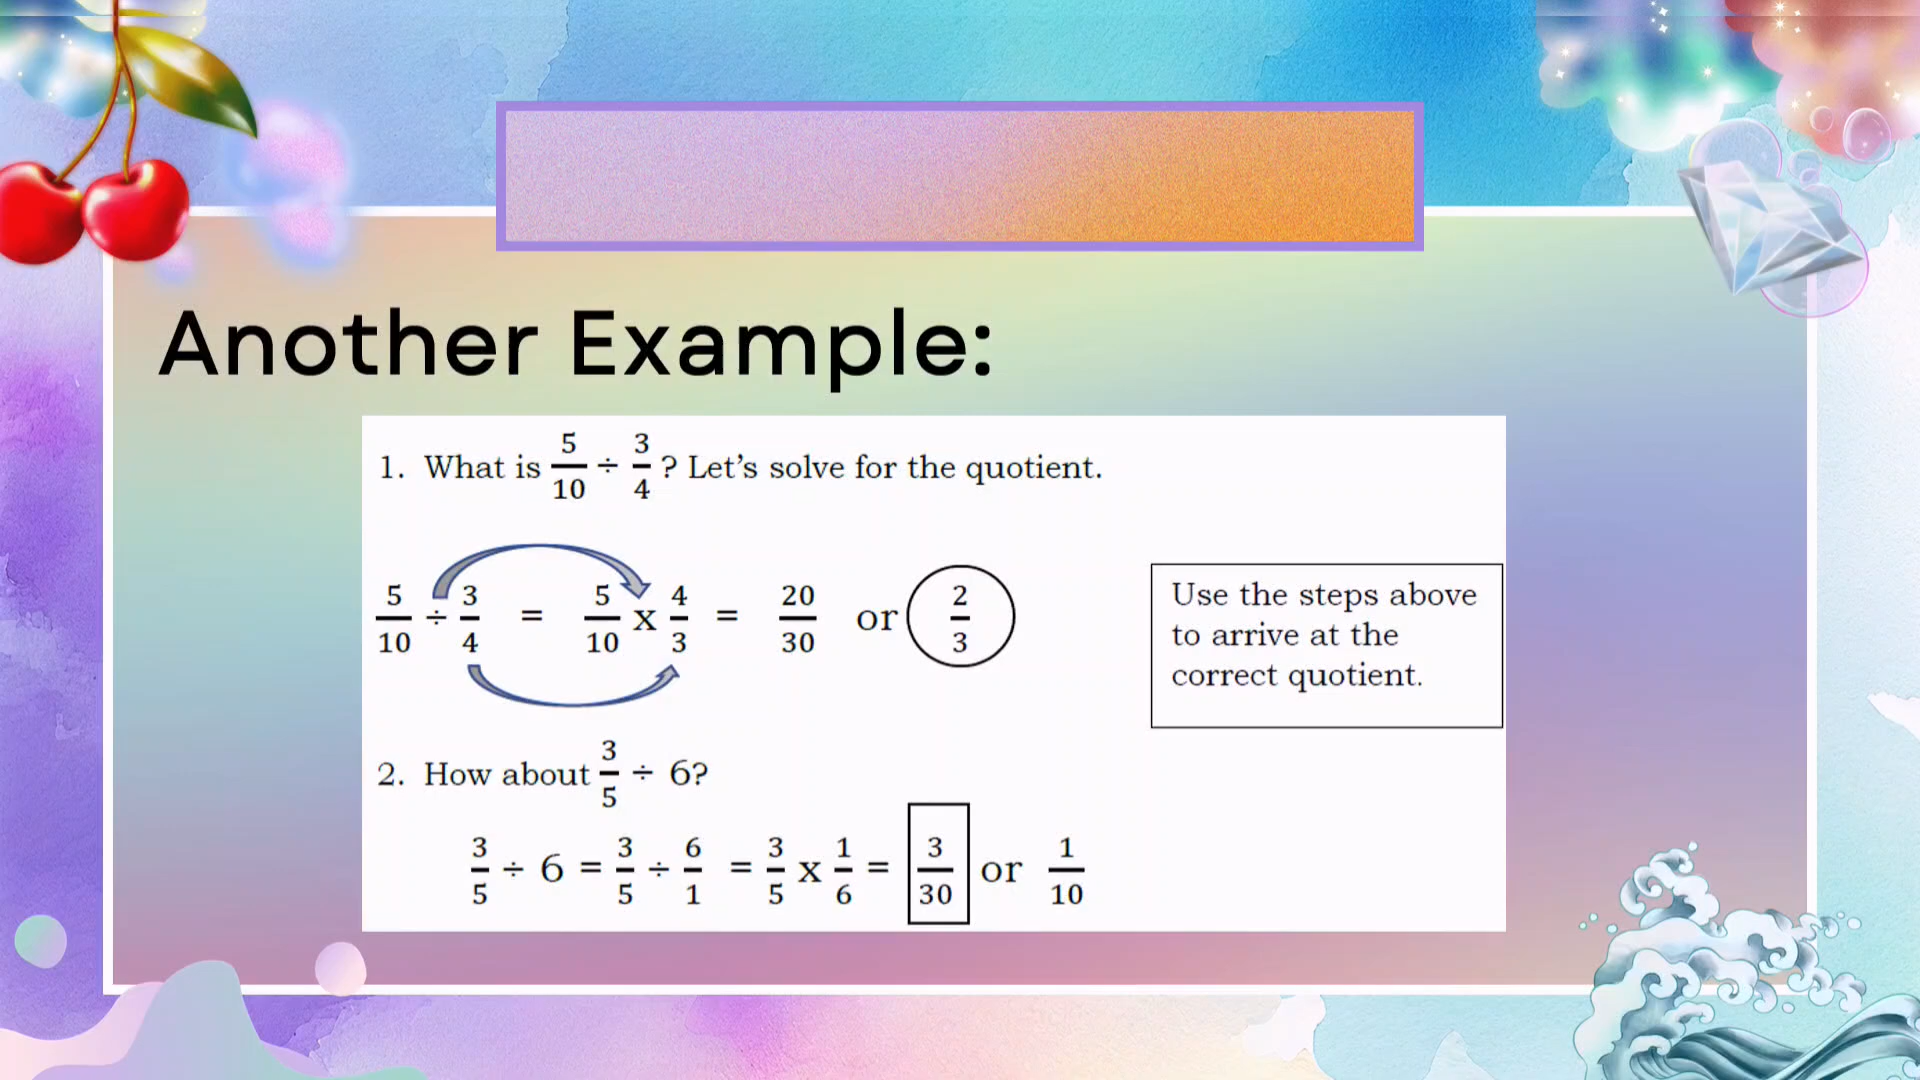 Another Example:
1. What is 5/10 ÷ 3/4 ? Let's solve for the quotient.
5/10 ÷ 3/4 = 5/10 x 4/3 = 20/30 or 2/3
Use the steps above
to arrive at the
correct quotient.
2. How about 3/5 ÷ 6?
3/5 ÷ 6 = 3/5 ÷ 6/1 = 3/5 x 1/6 = 3/30 or 1/10